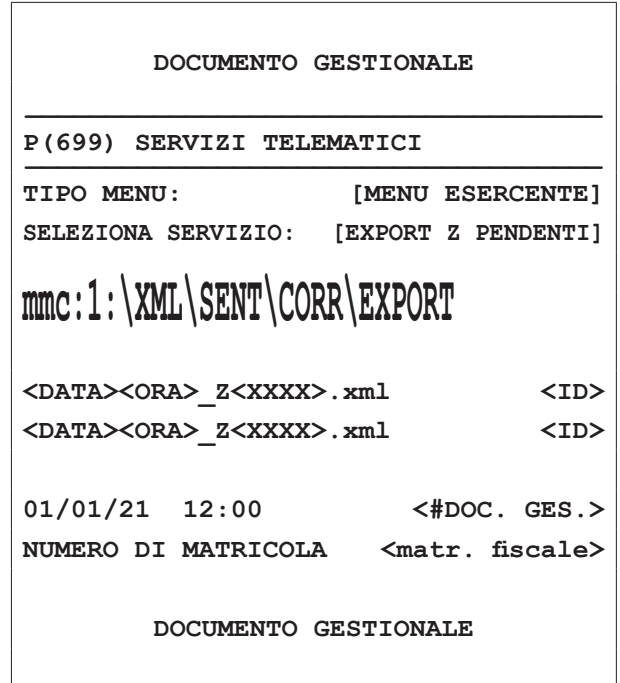 DOCUMENTO GESTIONALE
P(699) SERVIZI TELEMATICI
TIPO MENU: [MENU ESERCENTE]
SELEZIONA SERVIZIO: [EXPORT Z PENDENTI]
mmc:1:\XML\SENT\CORR\EXPORT
<DATA><ORA>_Z<XXXX>.xml <ID>
<DATA><ORA>_Z<XXXX>.xml <ID>
01/01/21 12:00 <#DOC. GES.>
NUMERO DI MATRICOLA <matr. fiscale>
DOCUMENTO GESTIONALE